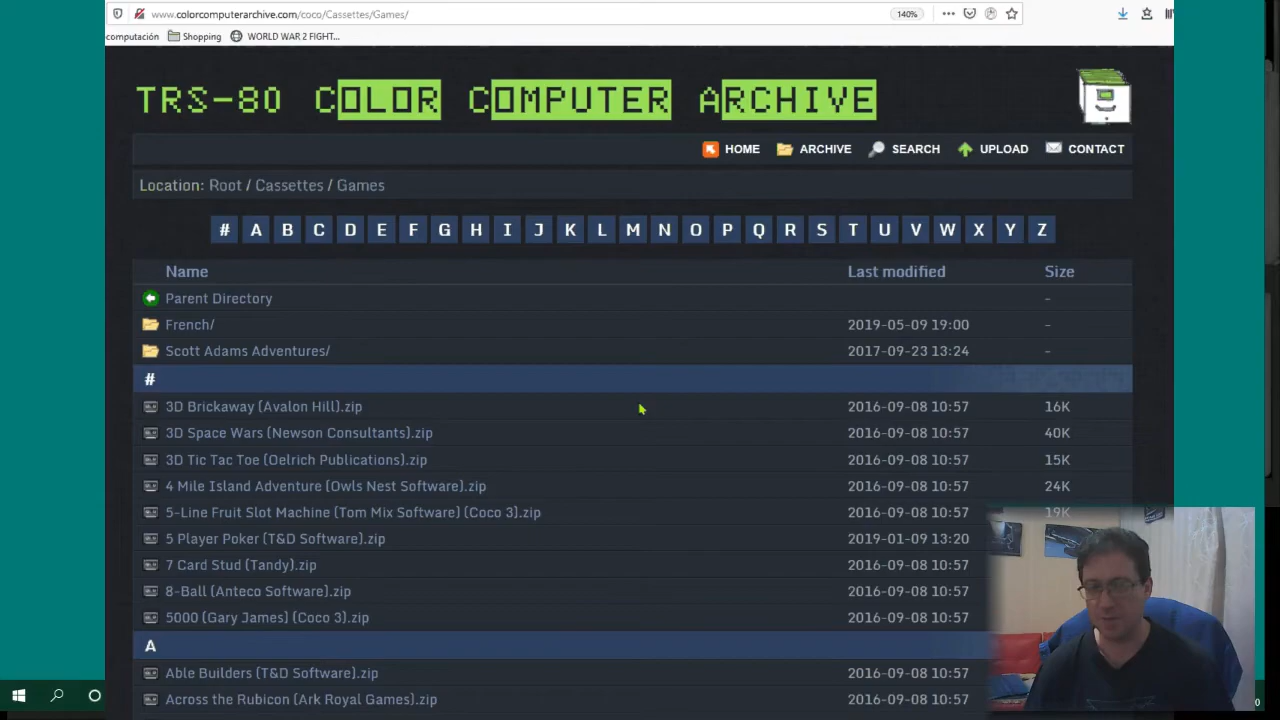 www.colorcomputerarchive.com/coco/Cassettes/Games/ 140%
computación Shopping WORLD WAR 2 FIGHT...
TRS-80 COLOR COMPUTER ARCHIVE
HOME ARCHIVE SEARCH UPLOAD CONTACT
Location: Root / Cassettes / Games
# A B C D E F G H I J K L M N O P Q R S T U V W X Y Z
Name Last modified Size
Parent Directory -
French/ 2019-05-09 19:00 -
Scott Adams Adventures/ 2017-09-23 13:24 -
#
3D Brickaway (Avalon Hill).zip 2016-09-08 10:57 16K
3D Space Wars (Newson Consultants).zip 2016-09-08 10:57 40K
3D Tic Tac Toe (Oelrich Publications).zip 2016-09-08 10:57 15K
4 Mile Island Adventure (Owls Nest Software).zip 2016-09-08 10:57 24K
5-Line Fruit Slot Machine (Tom Mix Software) (Coco 3).zip 2016-09-08 10:57 19K
5 Player Poker (T&D Software).zip 2019-01-09 13:20
7 Card Stud (Tandy).zip 2016-09-08 10:57
8-Ball (Anteco Software).zip 2016-09-08 10:57
5000 (Gary James) (Coco 3).zip 2016-09-08 10:57
A
Able Builders (T&D Software).zip 2016-09-08 10:57
Across the Rubicon (Ark Royal Games).zip 2016-09-08 10:57